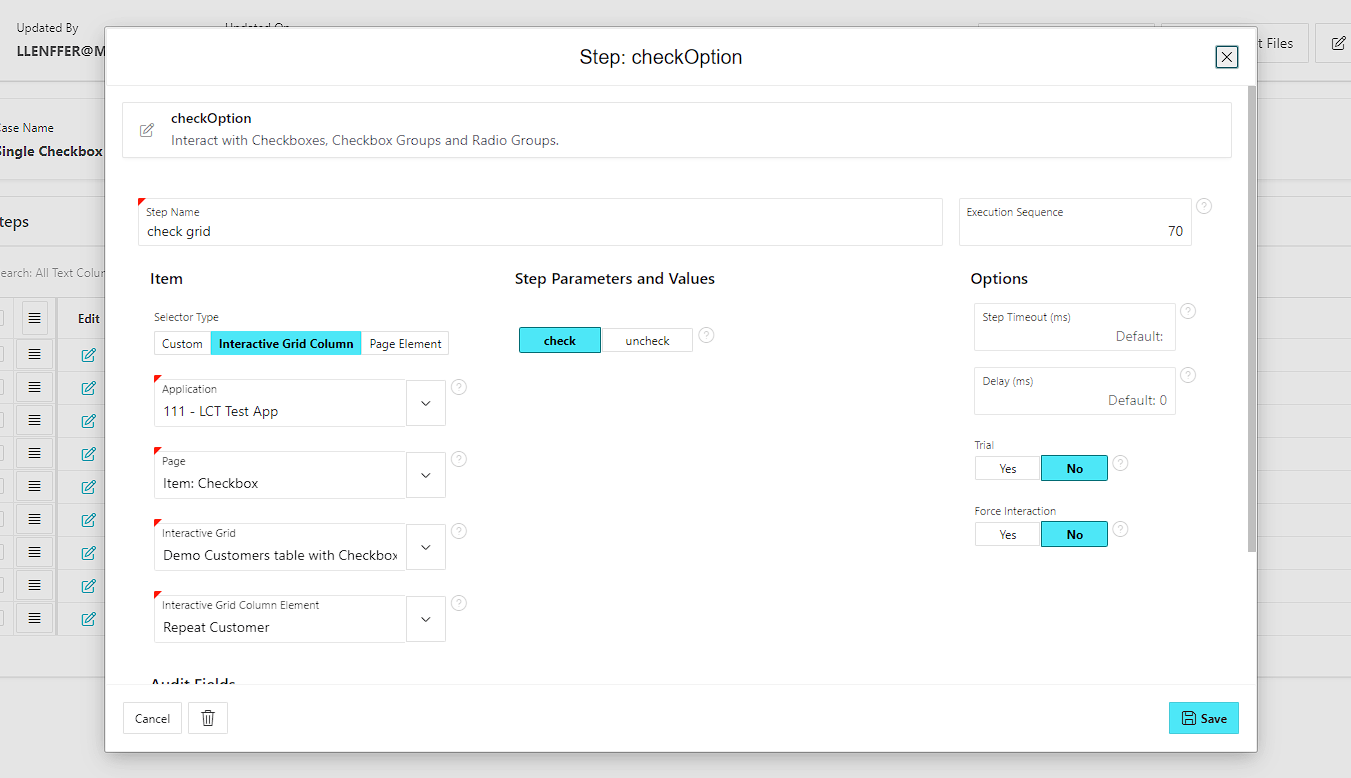 Updated By
Updated On
LLENFFER@M
t Files
Step: checkOption
checkOption
Interact with Checkboxes, Checkbox Groups and Radio Groups.
ase Name
Single Checkbox
Step Name
check grid
Execution Sequence
70
teps
earch: All Text Colur
Edit
Item
Step Parameters and Values
Options
Selector Type
Custom
Interactive Grid Column
Page Element
check
uncheck
Step Timeout (ms)
Default:
Application
111 - LCT Test App
Delay (ms)
Default: 0
Page
Item: Checkbox
Trial
Yes
No
Interactive Grid
Demo Customers table with Checkbox
Force Interaction
Yes
No
Interactive Grid Column Element
Repeat Customer
Audit Fields
Cancel
Save